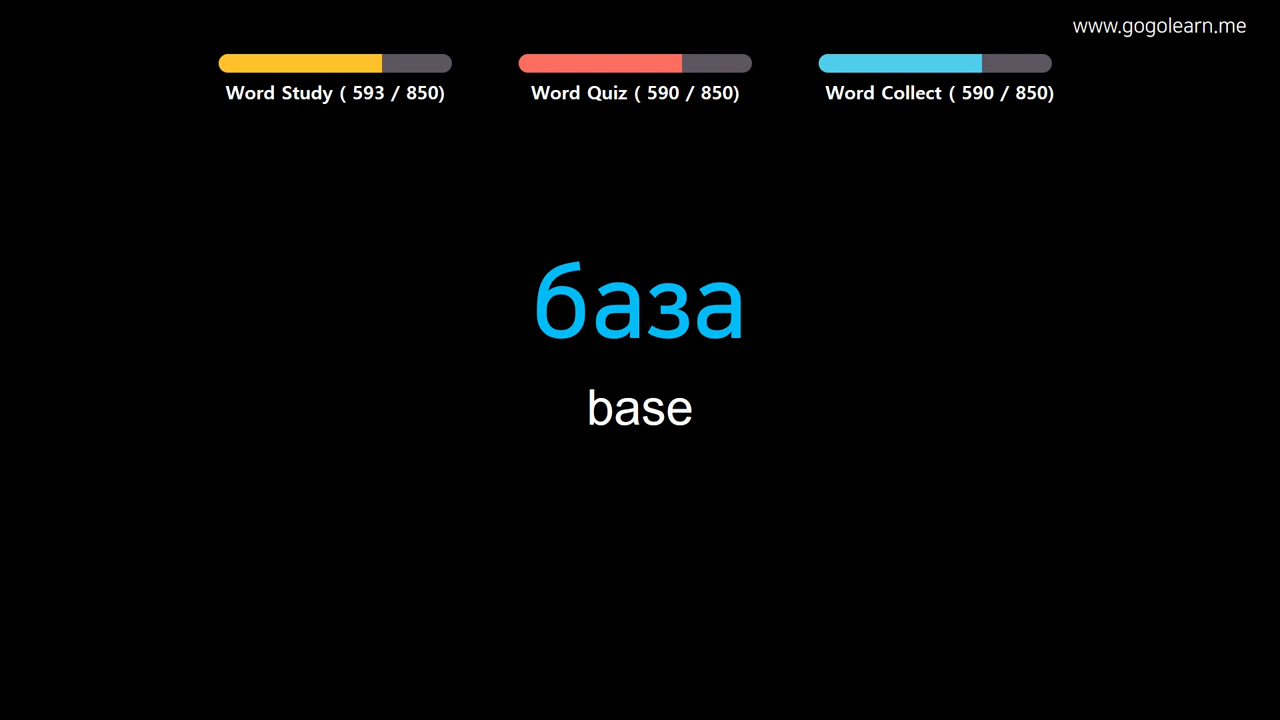 www.gogolearn.me
Word Study ( 593 / 850)
Word Quiz ( 590 / 850)
Word Collect ( 590 / 850)
база
base